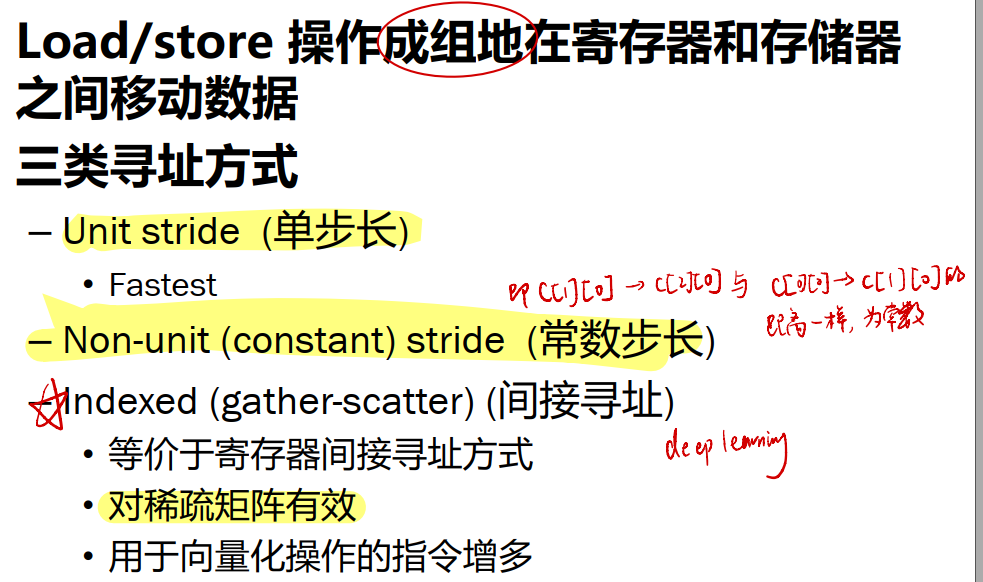 Load/store 操作成组地在寄存器和存储器
之间移动数据
三类寻址方式
– Unit stride (单步长)
• Fastest
即 C[1][0] → C[2][0] 与 C[0][0] → C[1][0] 的
距离一样, 为常数
– Non-unit (constant) stride (常数步长)
– Indexed (gather-scatter) (间接寻址)
deep learning
• 等价于寄存器间接寻址方式
• 对稀疏矩阵有效
• 用于向量化操作的指令增多